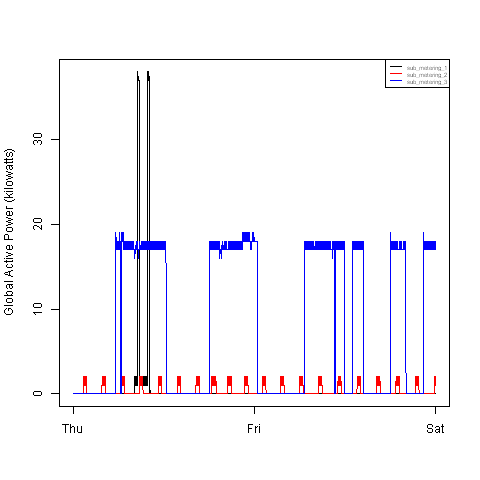 sub_metering_1
sub_metering_2
sub_metering_3
Global Active Power (kilowatts)
30
20
10
0
Thu Fri Sat